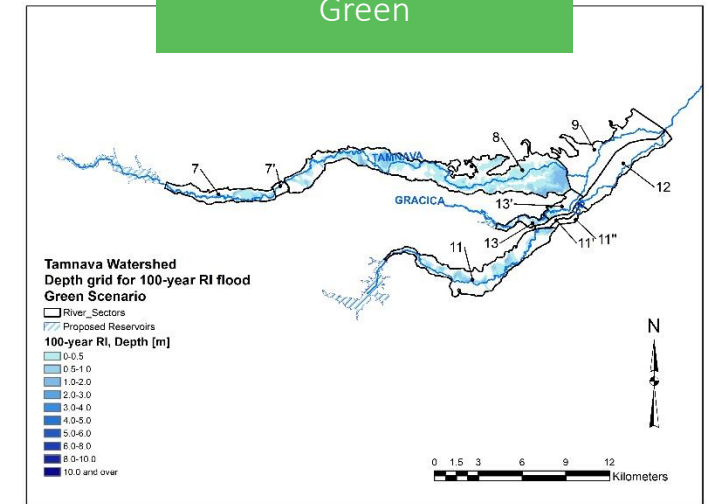 Green
9
8
7'
7
TAMNAVA
12
GRACICA
13'
13
11
11'
11"
Tamnava Watershed
Depth grid for 100-year RI flood
Green Scenario
River_Sectors
Proposed Reservoirs
100-year RI, Depth [m]
0-0.5
0.5-1.0
1.0-2.0
2.0-3.0
3.0-4.0
4.0-5.0
5.0-6.0
6.0-8.0
8.0-10.0
10.0 and over
N
0 1.5 3 6 9 12
Kilometers